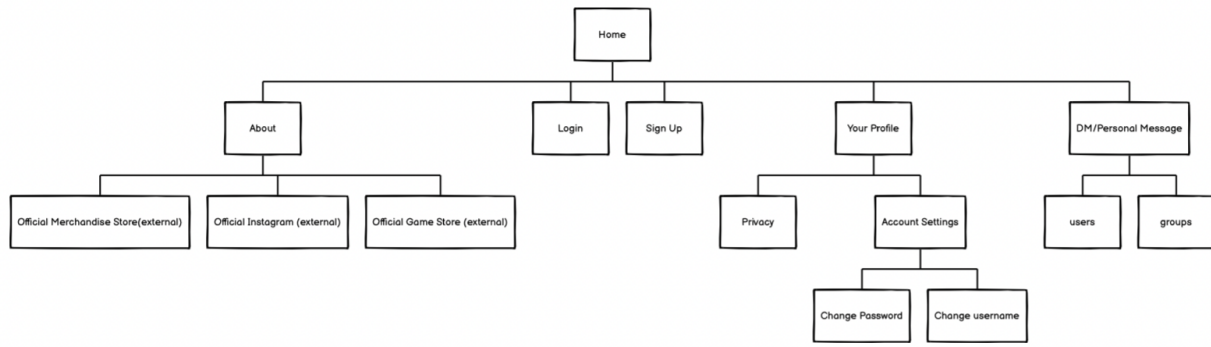 Home
About
Login
Sign Up
Your Profile
DM/Personal Message
Official Merchandise Store(external)
Official Instagram (external)
Official Game Store (external)
Privacy
Account Settings
users
groups
Change Password
Change username